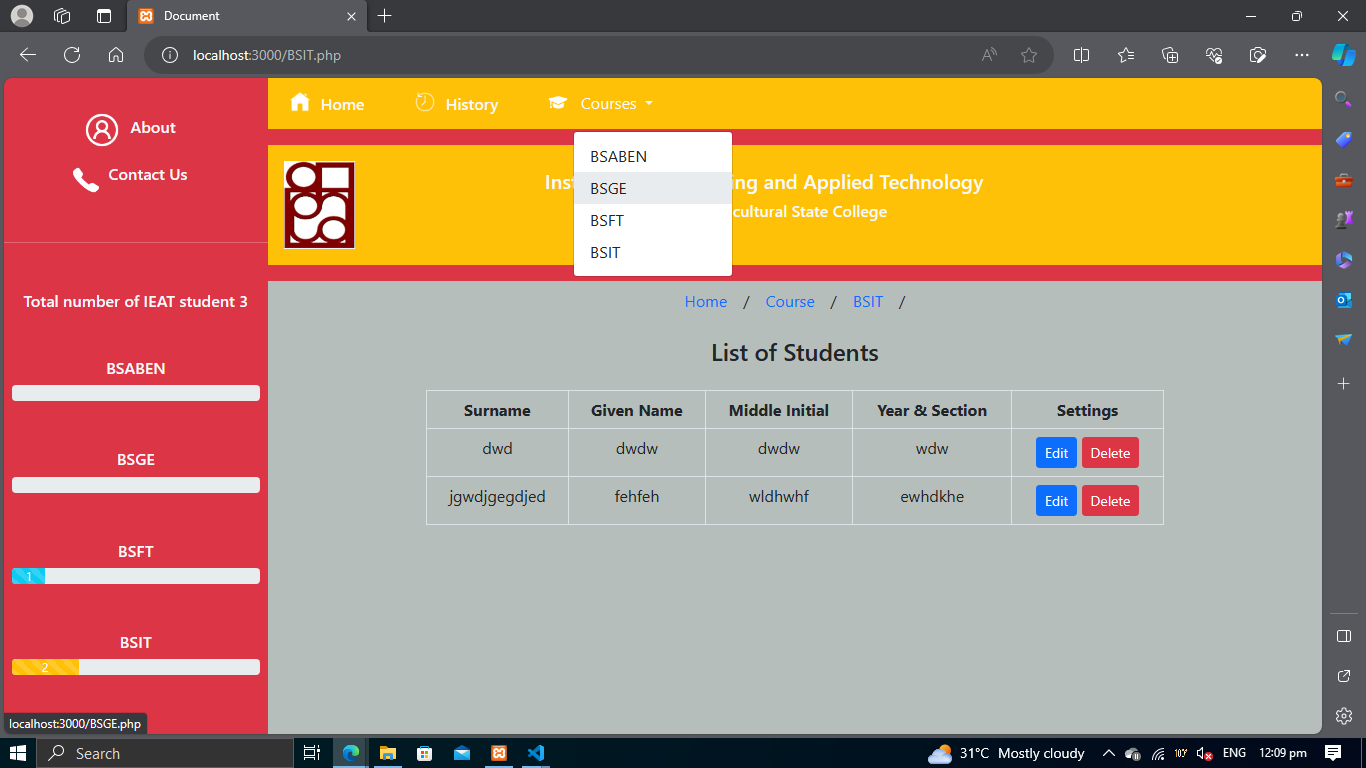 Document
localhost:3000/BSIT.php
About
Contact Us
Total number of IEAT student 3
BSABEN
BSGE
BSFT
1
BSIT
2
Home History Courses
BSABEN
BSGE
BSFT
BSIT
Inst ing and Applied Technology
cultural State College
Home / Course / BSIT /
List of Students
Surname Given Name Middle Initial Year & Section Settings
dwd dwdw dwdw wdw Edit Delete
jgwdjgegdjed fehfeh wldhwhf ewhdkhe Edit Delete
localhost:3000/BSGE.php
Search
31°C Mostly cloudy ENG 12:09 pm